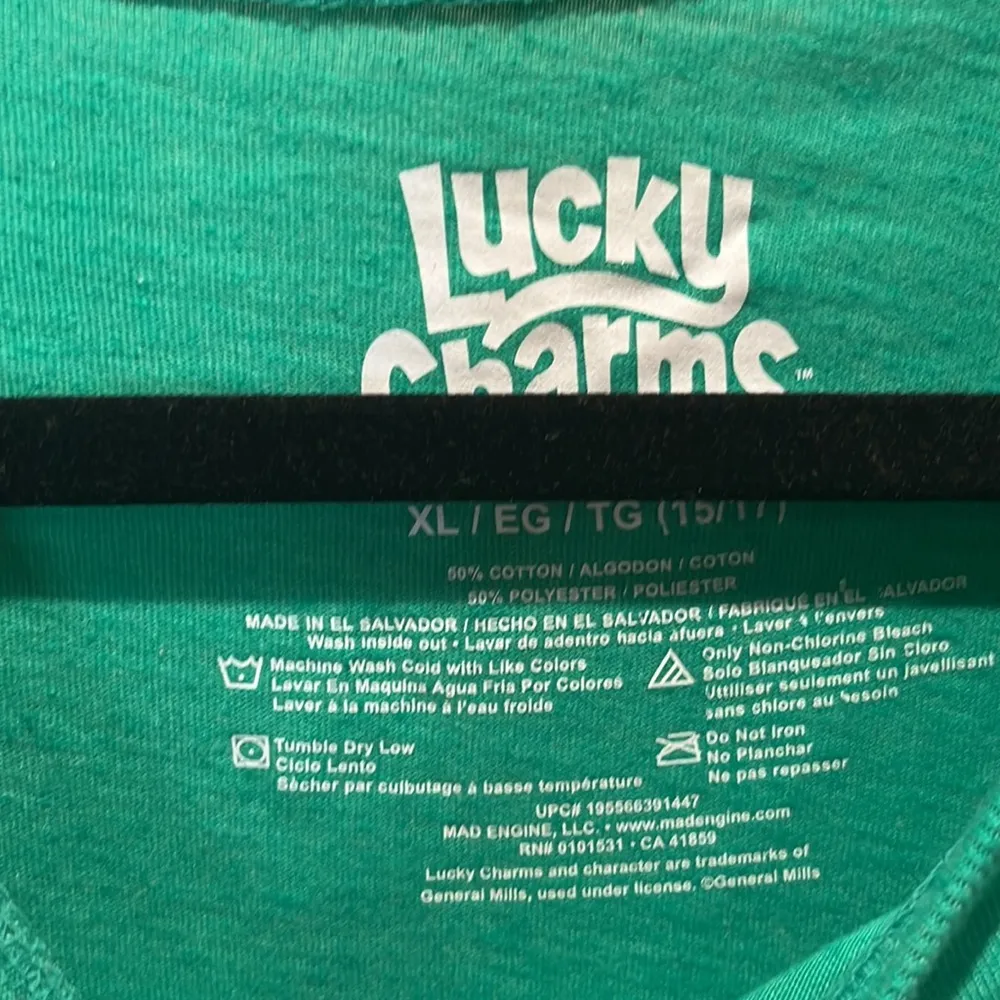 Lucky
Charms™
XL / EG / TG (15/17)
50% COTTON / ALGODON / COTON
50% POLYESTER / POLIESTER
MADE IN EL SALVADOR / HECHO EN EL SALVADOR / FABRIQUÉ EN EL SALVADOR
Wash inside out • Lavar de adentro hacia afuera • Laver à l'envers
Machine Wash Cold with Like Colors
Lavar En Maquina Agua Fria Por Colores
Laver à la machine à l'eau froide
Only Non-Chlorine Bleach
Solo Blanqueador Sin Cloro
Utiliser seulement un javellisant
sans chlore au besoin
Tumble Dry Low
Ciclo Lento
Sècher par culbutage à basse température
Do Not Iron
No Planchar
Ne pas repasser
UPC# 195566391447
MAD ENGINE, LLC. • www.madengine.com
RN# 0101531 • CA 41859
Lucky Charms and character are trademarks of
General Mills, used under license. ©General Mills